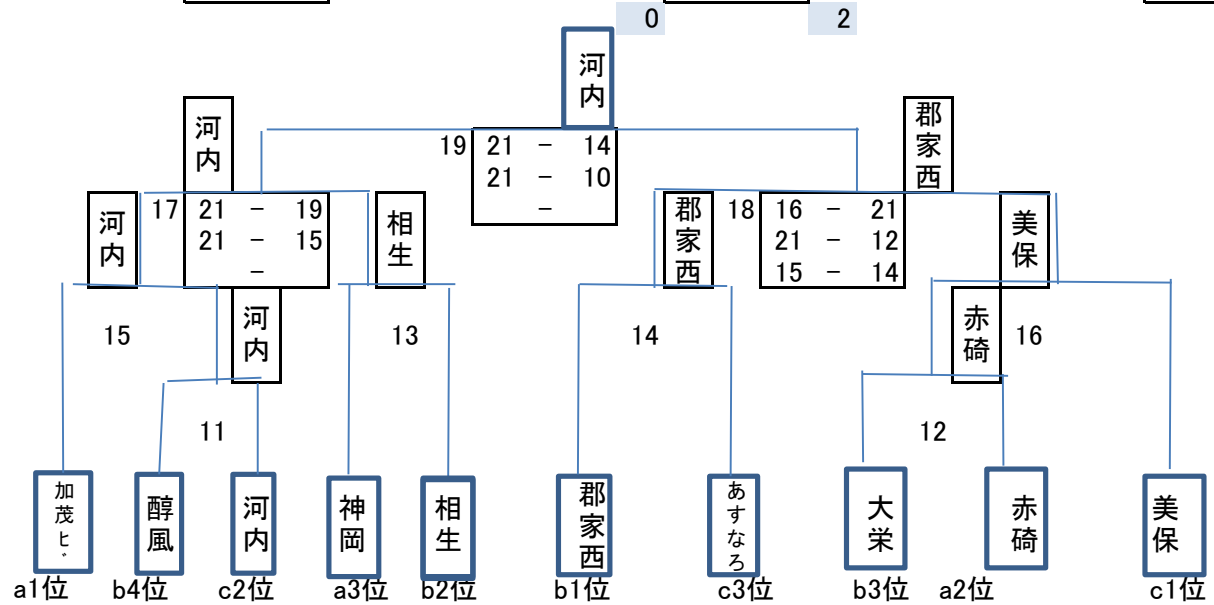 0 2
河内
河内
郡家西
19 21 - 14
21 - 10
-
河内
17 21 - 19
21 - 15
-
相生
郡家西
18 16 - 21
21 - 12
15 - 14
美保
15
河内
13
14
赤碕
16
11
12
加茂ヒ゛
醇風
河内
神岡
相生
郡家西
あすなろ
大栄
赤碕
美保
a1位 b4位 c2位 a3位 b2位 b1位 c3位 b3位 a2位 c1位